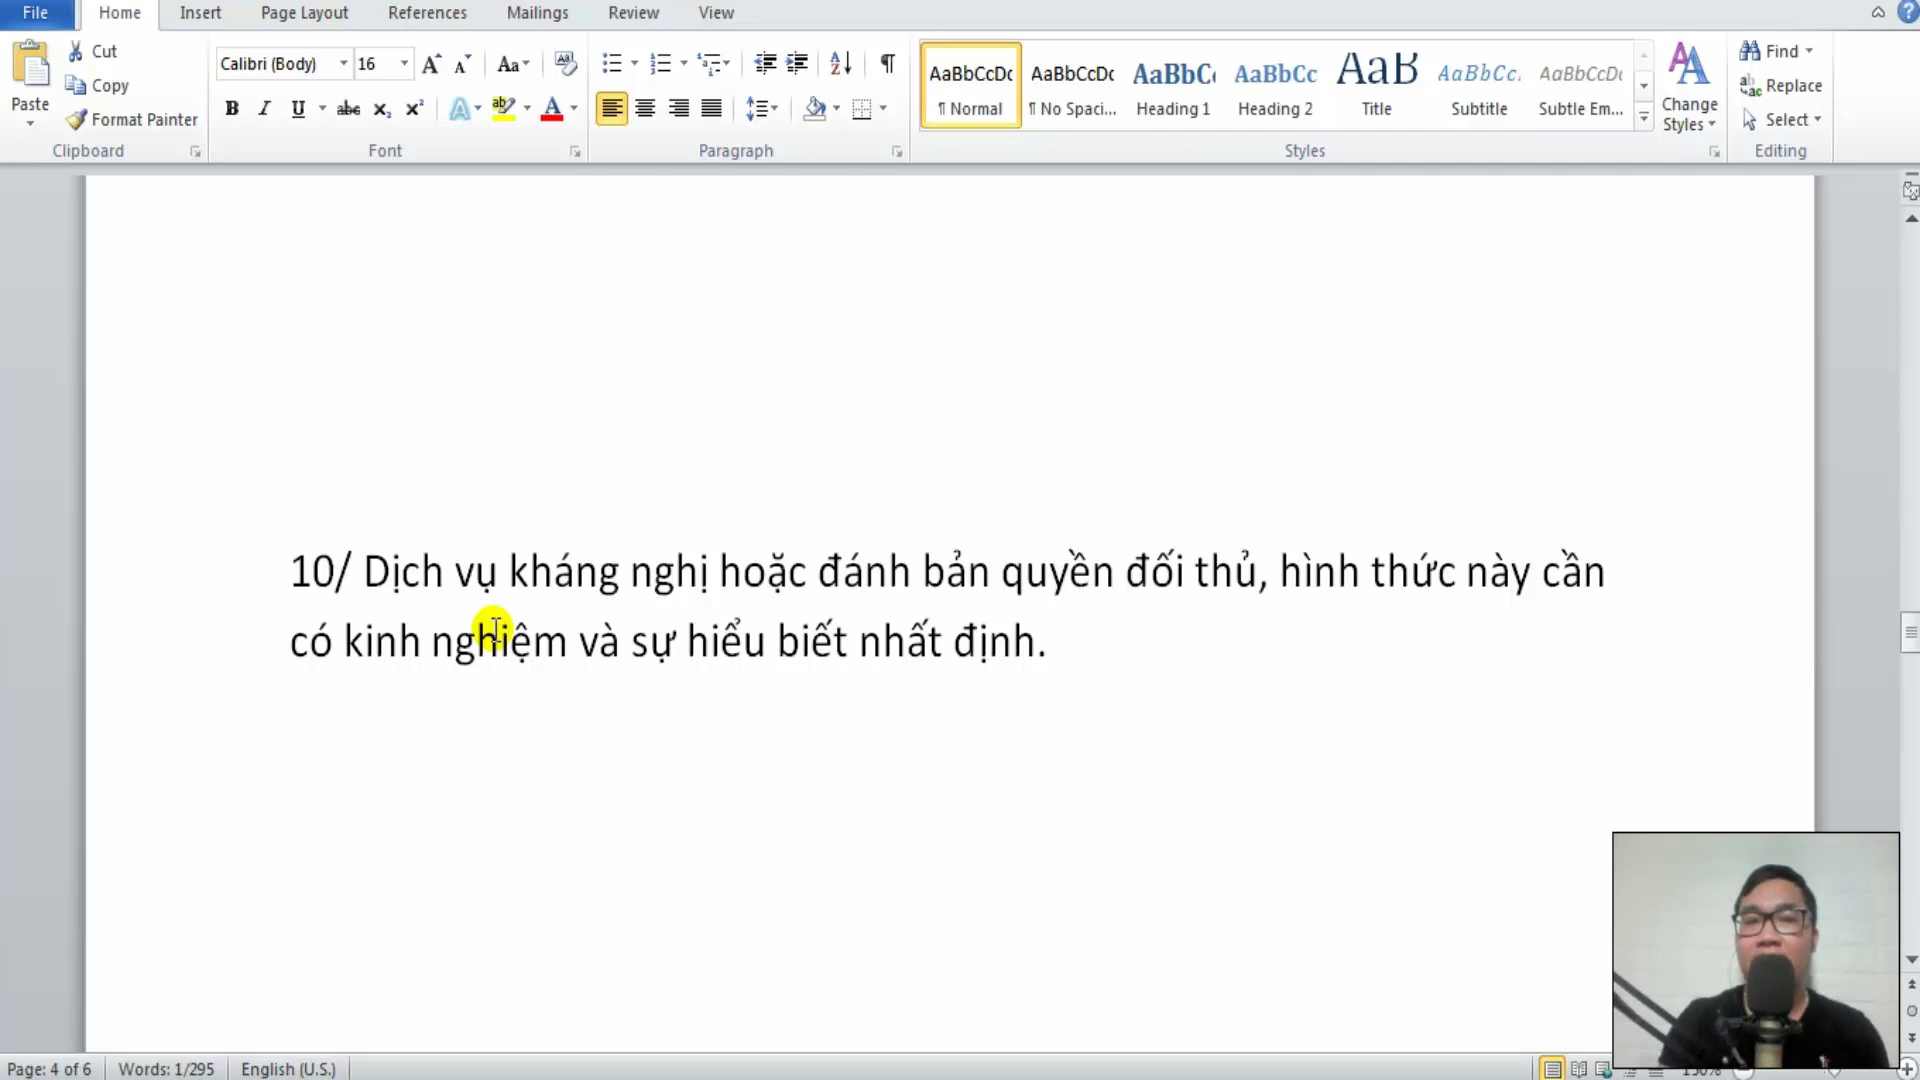 File Home Insert Page Layout References Mailings Review View
Paste
Cut
Copy
Format Painter
Clipboard
Calibri (Body) 16
Font
Paragraph
AaBbCcDc AaBbCcDc AaBbC AaBbCc AaB AaBbCc. AaBbCcDc
¶ Normal ¶ No Spaci... Heading 1 Heading 2 Title Subtitle Subtle Em...
Styles
Change Styles
Find
Replace
Select
Editing
10/ Dịch vụ kháng nghị hoặc đánh bản quyền đối thủ, hình thức này cần
có kinh nghiệm và sự hiểu biết nhất định.
Page: 4 of 6 Words: 1/295 English (U.S.) 150%